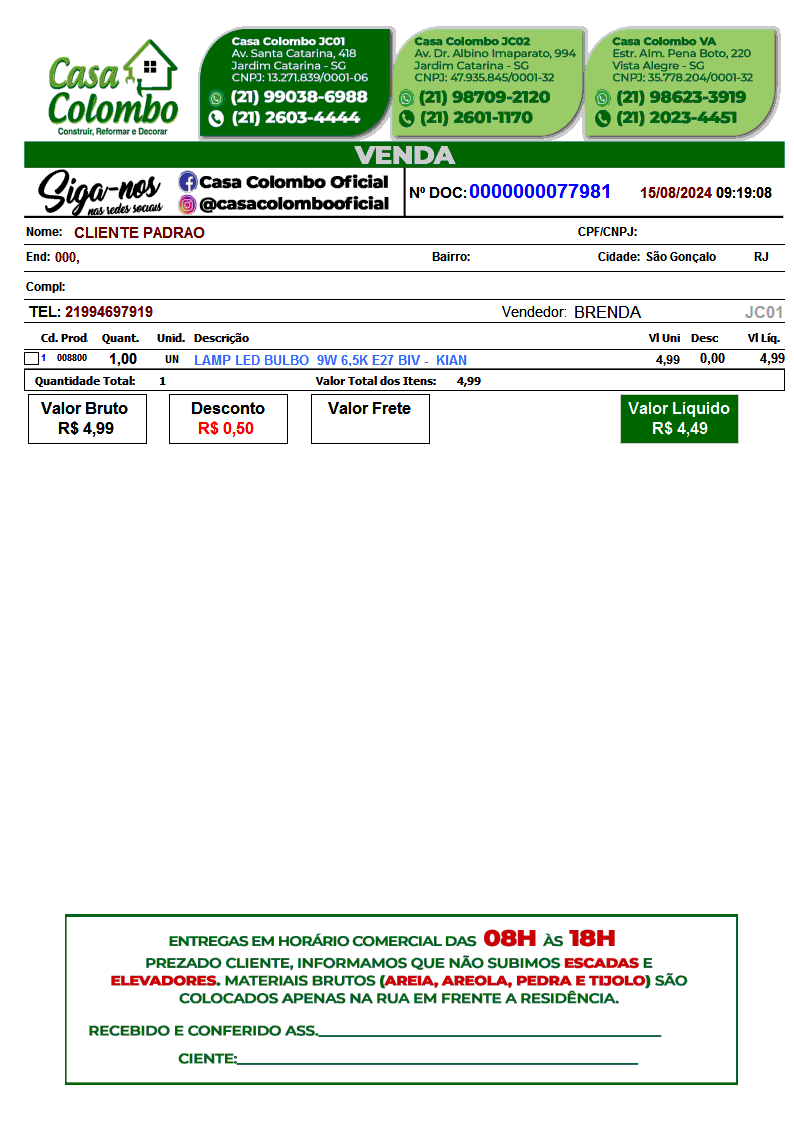 Casa Colombo
Construir, Reformar e Decorar
Casa Colombo JC01
Av. Santa Catarina, 418
Jardim Catarina - SG
CNPJ: 13.271.839/0001-06
(21) 99038-6988
(21) 2603-4444
Casa Colombo JC02
Av. Dr. Albino Imaparato, 994
Jardim Catarina - SG
CNPJ: 47.935.845/0001-32
(21) 98709-2120
(21) 2601-1170
Casa Colombo VA
Estr. Alm. Pena Boto, 220
Vista Alegre - SG
CNPJ: 35.778.204/0001-32
(21) 98623-3919
(21) 2023-4451
VENDA
Siga-nos
nas redes sociais
Casa Colombo Oficial
@casacolombooficial
Nº DOC: 0000000077981 15/08/2024 09:19:08
Nome: CLIENTE PADRAO CPF/CNPJ:
End: 000, Bairro: Cidade: São Gonçalo RJ
Compl:
TEL: 21994697919 Vendedor: BRENDA JC01
Cd. Prod. Quant. Unid. Descrição Vl Uni Desc Vl Líq.
1 008800 1,00 UN LAMP LED BULBO 9W 6,5K E27 BIV - KIAN 4,99 0,00 4,99
Quantidade Total: 1 Valor Total dos Itens: 4,99
Valor Bruto Desconto Valor Frete Valor Líquido
R$ 4,99 R$ 0,50 R$ 4,49
ENTREGAS EM HORÁRIO COMERCIAL DAS 08H ÀS 18H
PREZADO CLIENTE, INFORMAMOS QUE NÃO SUBIMOS ESCADAS E
ELEVADORES. MATERIAIS BRUTOS (AREIA, AREOLA, PEDRA E TIJOLO) SÃO
COLOCADOS APENAS NA RUA EM FRENTE A RESIDÊNCIA.
RECEBIDO E CONFERIDO ASS.
CIENTE: